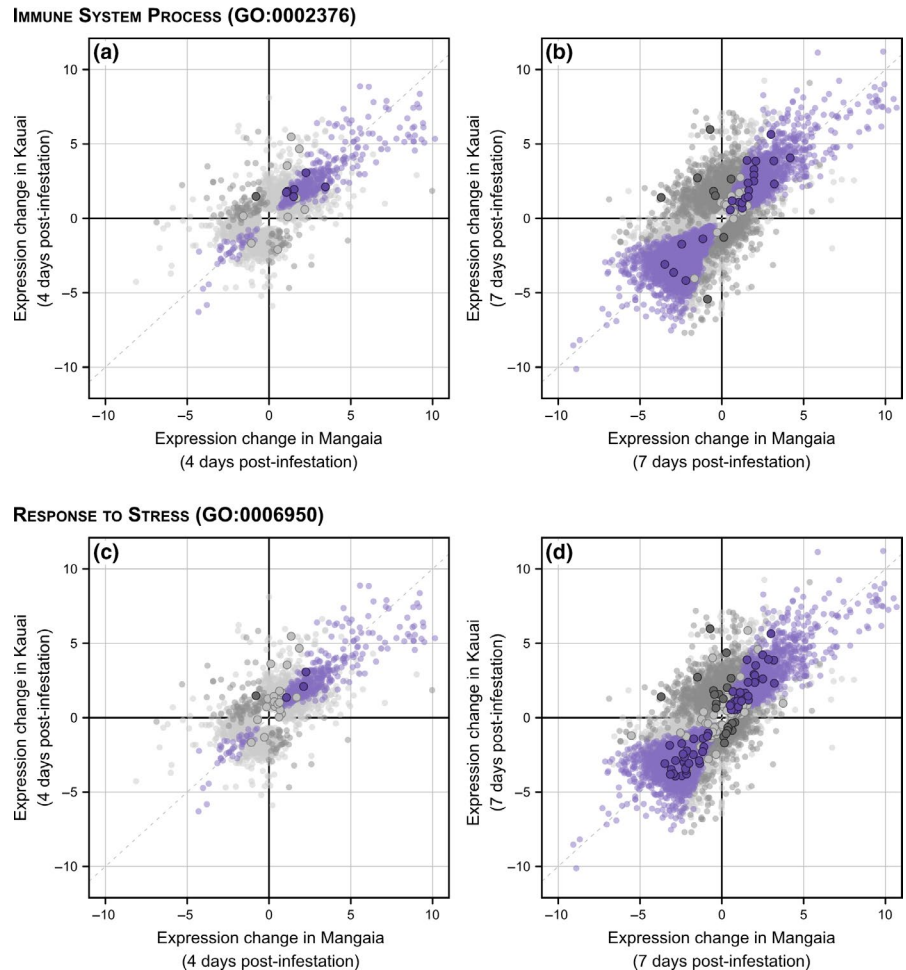 IMMUNE SYSTEM PROCESS (GO:0002376)
(a)
10
5
0
−5
−10
−10 −5 0 5 10
Expression change in Kauai
(4 days post-infestation)
Expression change in Mangaia
(4 days post-infestation)
(b)
10
5
0
−5
−10
−10 −5 0 5 10
Expression change in Kauai
(7 days post-infestation)
Expression change in Mangaia
(7 days post-infestation)
RESPONSE TO STRESS (GO:0006950)
(c)
10
5
0
−5
−10
−10 −5 0 5 10
Expression change in Kauai
(4 days post-infestation)
Expression change in Mangaia
(4 days post-infestation)
(d)
10
5
0
−5
−10
−10 −5 0 5 10
Expression change in Kauai
(7 days post-infestation)
Expression change in Mangaia
(7 days post-infestation)